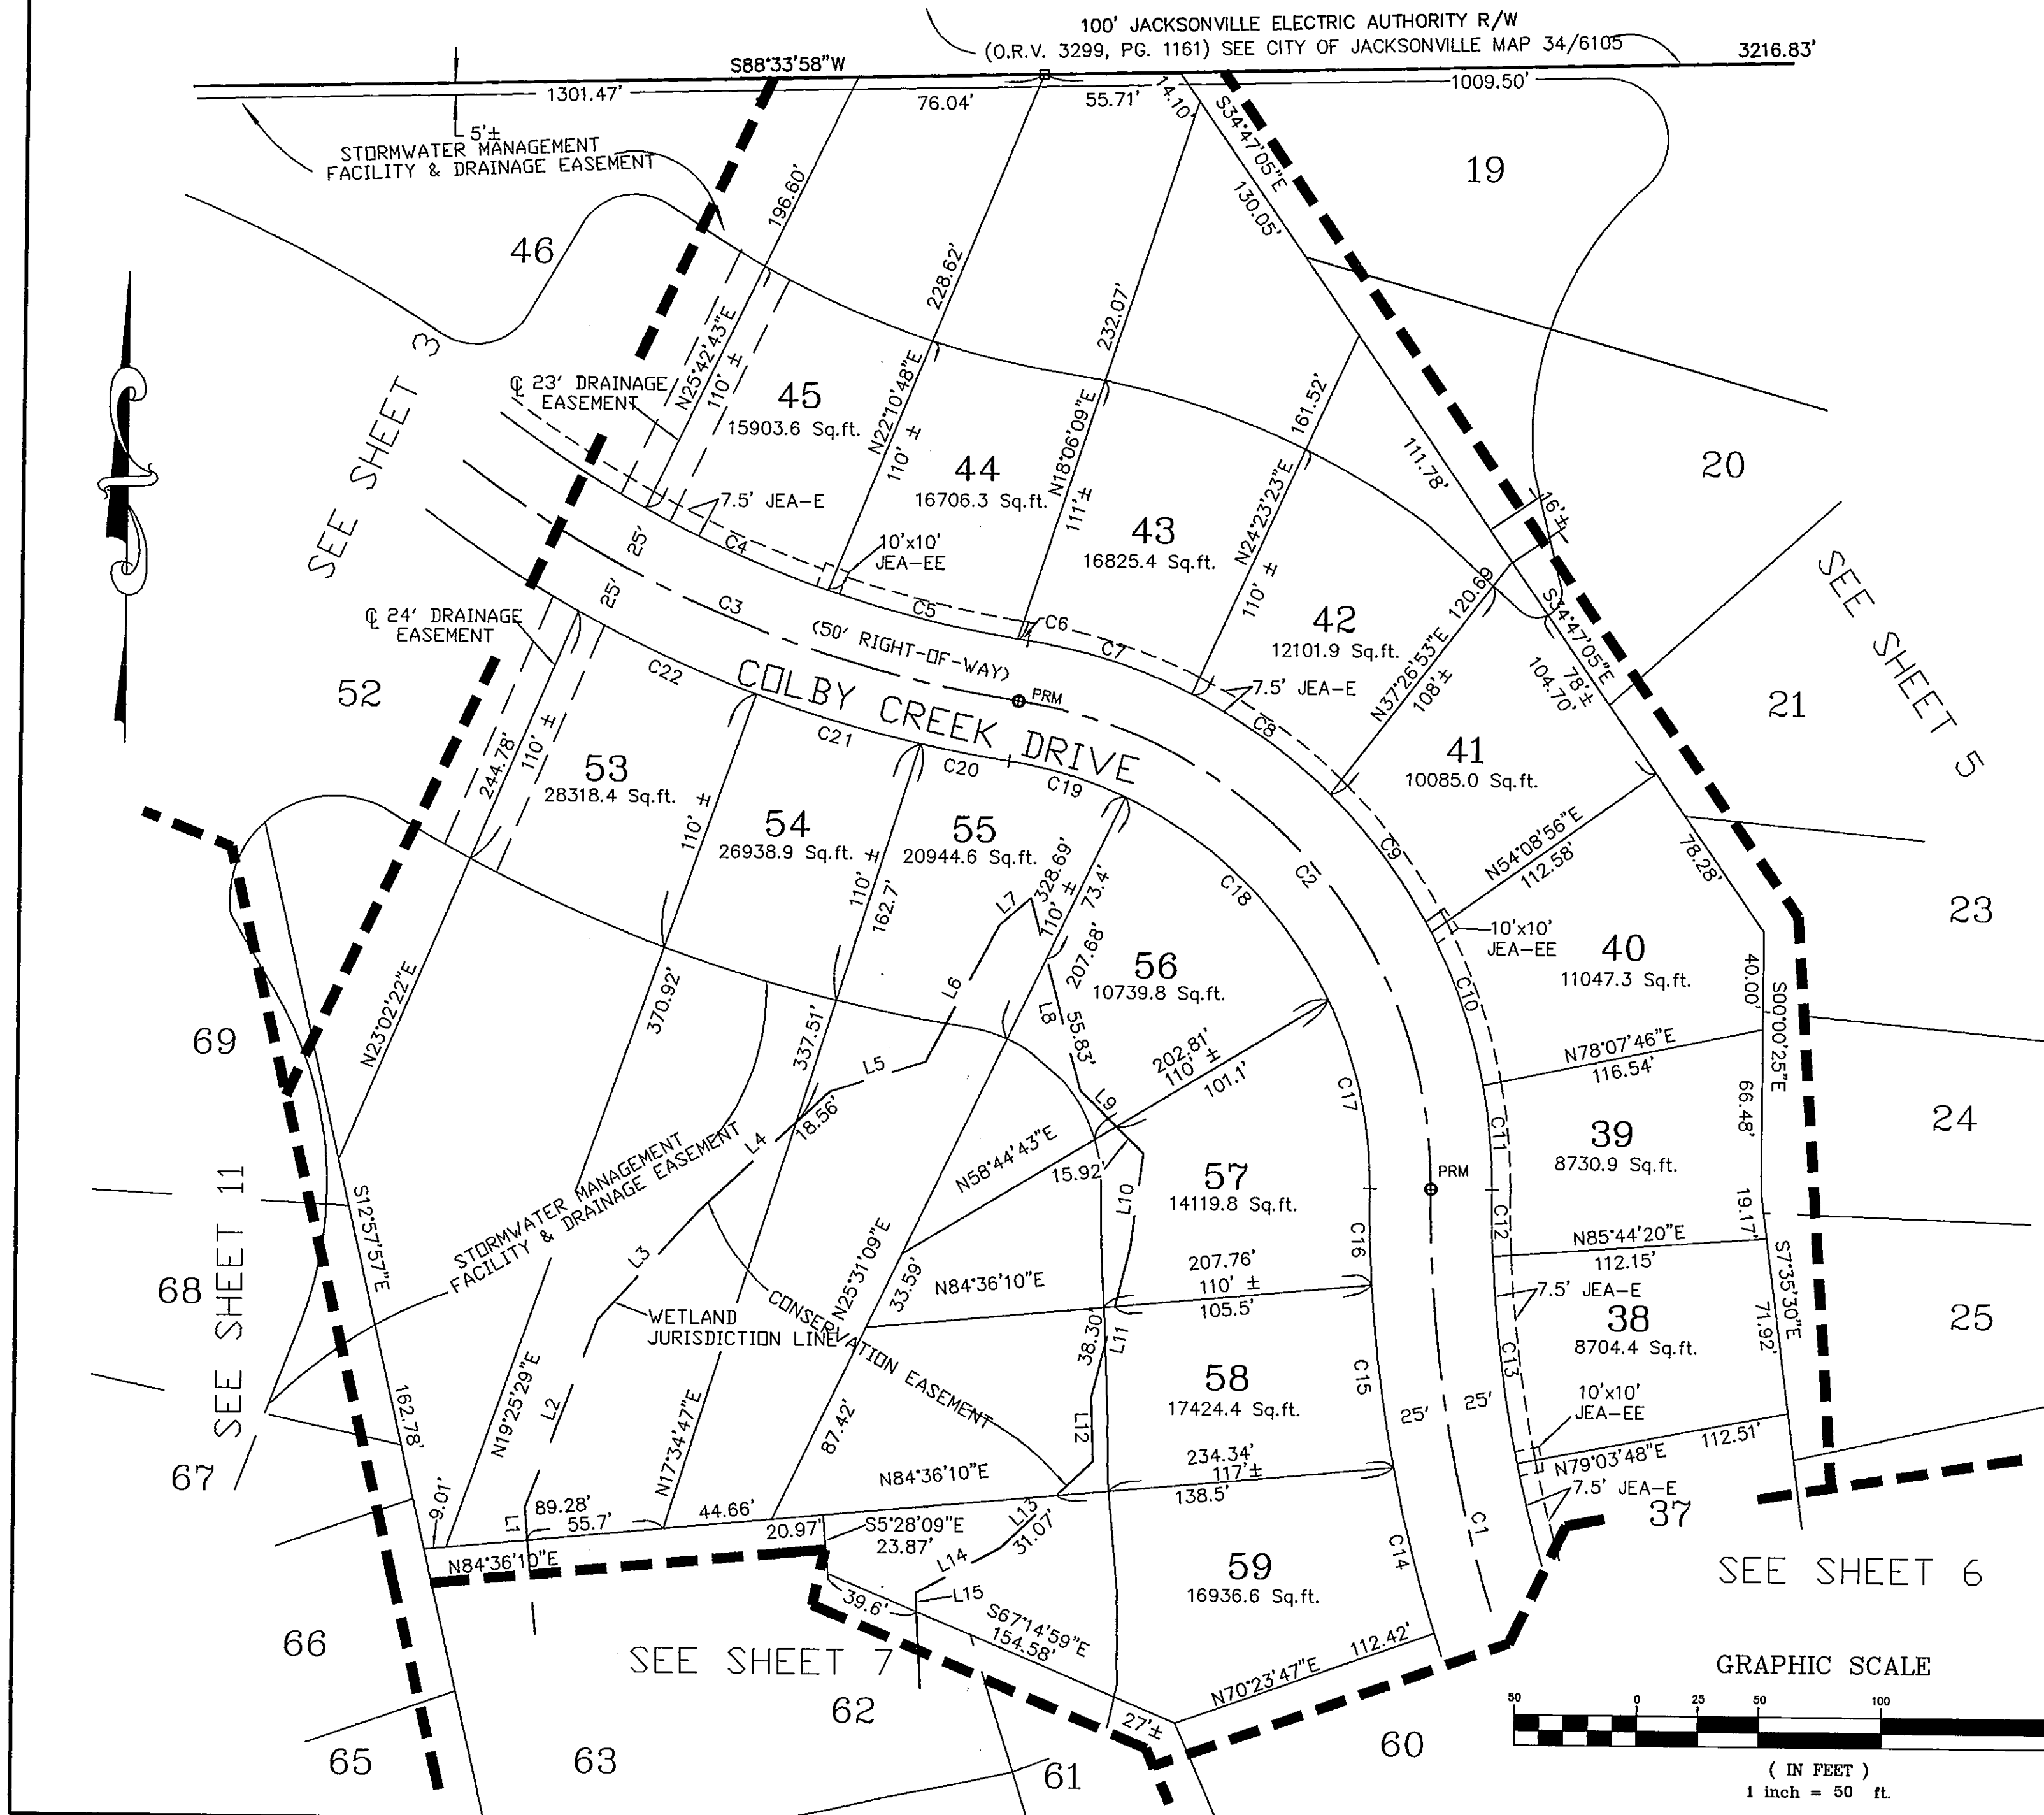 100' JACKSONVILLE ELECTRIC AUTHORITY R/W
(O.R.V. 3299, PG. 1161) SEE CITY OF JACKSONVILLE MAP 34/6105
3216.83'
S88°33'58"W
1301.47'
76.04'
55.71'
14.10'
1009.50'
5'±
STORMWATER MANAGEMENT
FACILITY & DRAINAGE EASEMENT
S34°47'05"E
130.05'
19
46
196.60'
228.62'
232.07'
161.52'
111.78'
SEE SHEET 3
℄ 23' DRAINAGE
EASEMENT
N25°42'43"E
110' ±
45
15903.6 Sq.ft.
N22°10'48"E
110' ±
44
16706.3 Sq.ft.
N18°06'09"E
111'±
43
16825.4 Sq.ft.
N24°23'23"E
110' ±
42
12101.9 Sq.ft.
N37°26'53"E
120.69
108'±
16'±
20
S34°47'05"E
78'±
104.70'
SEE SHEET 5
7.5' JEA-E
10'x10'
JEA-EE
25'
25'
C4
C3
C5
C6
C7
C8
(50' RIGHT-OF-WAY)
COLBY CREEK DRIVE
PRM
7.5' JEA-E
℄ 24' DRAINAGE
EASEMENT
52
C22
C21
C20
C19
C2
C9
41
10085.0 Sq.ft.
21
N54°08'56"E
112.58'
78.28'
244.78'
110' ±
53
28318.4 Sq.ft.
110' ±
54
26938.9 Sq.ft.
110' ±
162.7'
55
20944.6 Sq.ft.
L7
328.69'
110' ±
73.4'
207.68'
C18
10'x10'
JEA-EE
40
11047.3 Sq.ft.
23
40.00'
S00°00'25"E
C10
56
10739.8 Sq.ft.
L6
L8
55.83'
N23°02'22"E
370.92'
337.51'
69
L5
L9
202.81'
110' ±
101.1'
C17
N78°07'46"E
116.54'
66.48'
24
C11
39
8730.9 Sq.ft.
L4
18.56'
N58°44'43"E
15.92'
L10
57
14119.8 Sq.ft.
PRM
C16
C12
19.17'
STORMWATER MANAGEMENT
FACILITY & DRAINAGE EASEMENT
S12°57'57"E
SEE SHEET 11
68
L3
WETLAND
JURISDICTION LINE
CONSERVATION EASEMENT
N25°31'09"E
33.59'
N84°36'10"E
207.76'
110' ±
105.5'
N85°44'20"E
112.15'
S7°35'30"E
71.92'
7.5' JEA-E
38
8704.4 Sq.ft.
25
38.30'
L11
C13
C15
58
17424.4 Sq.ft.
25'
25'
10'x10'
JEA-EE
162.78'
N19°25'29"E
L2
N17°34'47"E
87.42'
L12
67
N84°36'10"E
234.34'
117'±
138.5'
N79°03'48"E
112.51'
7.5' JEA-E
37
9.01'
L1
89.28'
55.7'
44.66'
20.97'
S5°28'09"E
23.87'
L13
31.07'
C1
C14
N84°36'10"E
L14
L15
39.6'
59
16936.6 Sq.ft.
SEE SHEET 6
66
SEE SHEET 7
S67°14'59"E
154.58'
N70°23'47"E
112.42'
62
27'±
60
65
63
61
GRAPHIC SCALE
50 0 25 50 100
( IN FEET )
1 inch = 50 ft.